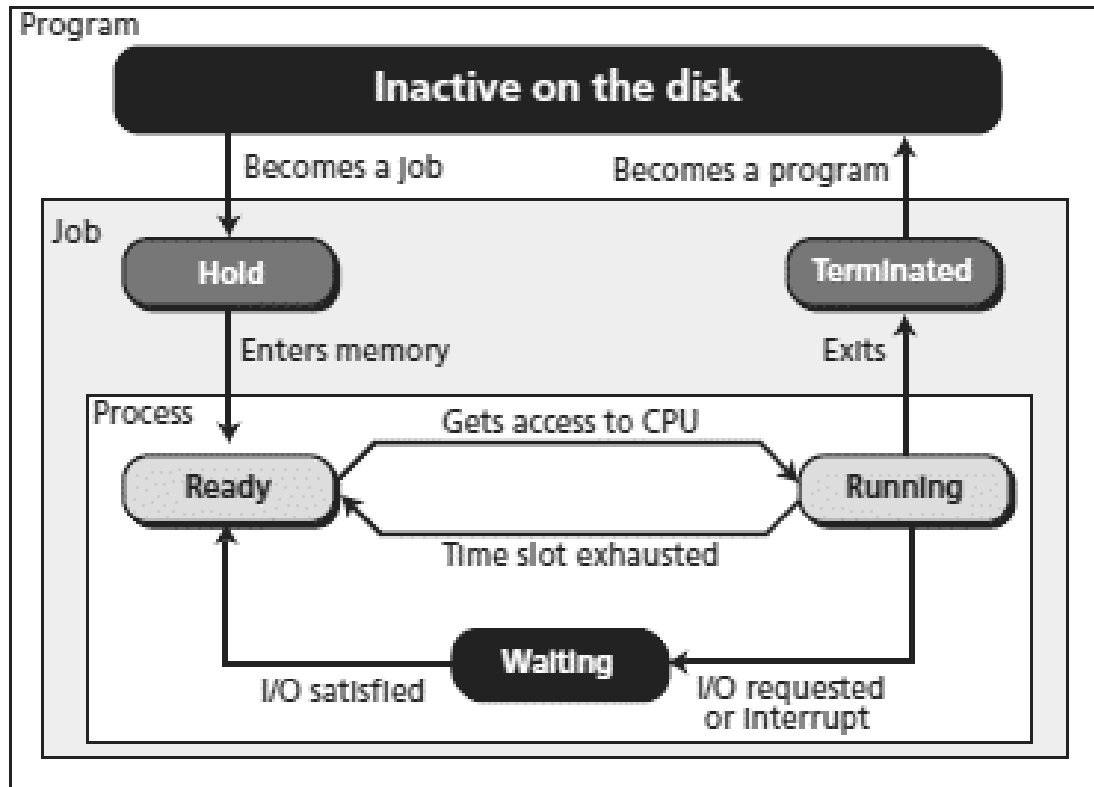 Program
Inactive on the disk
Becomes a job
Becomes a program
Job
Hold
Terminated
Enters memory
Exits
Process
Gets access to CPU
Ready
Running
Time slot exhausted
Waiting
I/O satisfied
I/O requested
or interrupt